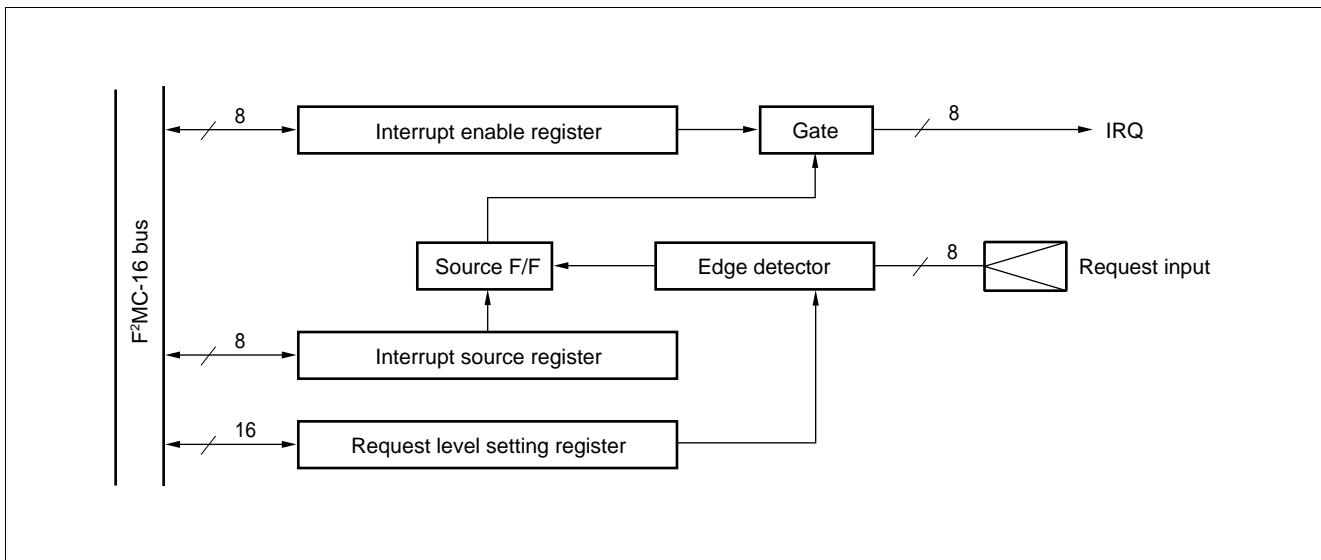 8
Interrupt enable register
Gate
8
IRQ
F²MC-16 bus
Source F/F
Edge detector
8
Request input
8
Interrupt source register
16
Request level setting register